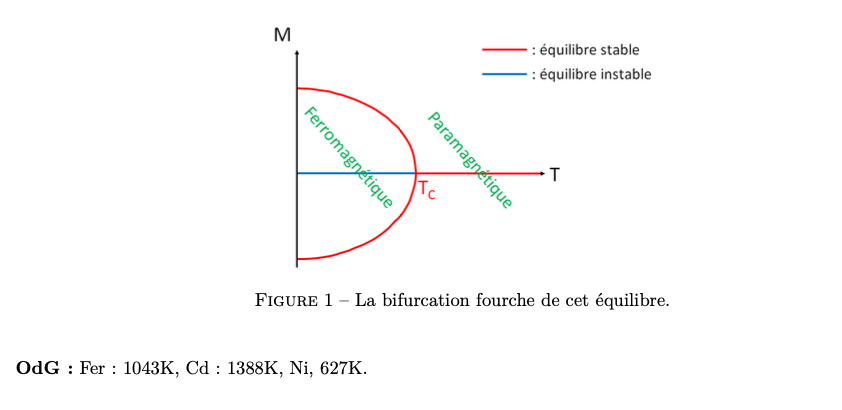 M
: équilibre stable
: équilibre instable
Ferromagnétique
Paramagnétique
T
T_C
FIGURE 1 – La bifurcation fourche de cet équilibre.
OdG : Fer : 1043K, Cd : 1388K, Ni, 627K.